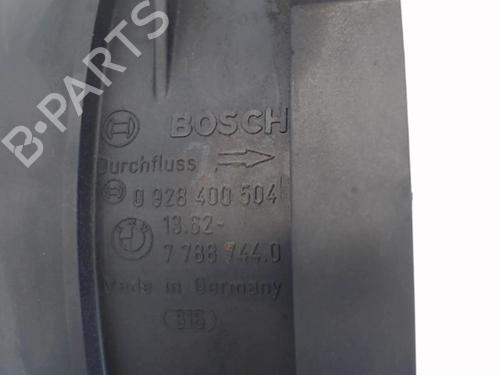 B-PARTS
BOSCH
Durchfluss
0 928 400 504
13.62-
7 788 744.0
Made in Germany